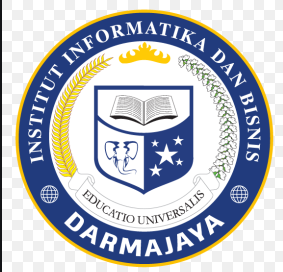 INSTITUT INFORMATIKA DAN BISNIS
EDUCATIO UNIVERSALIS
DARMAJAYA